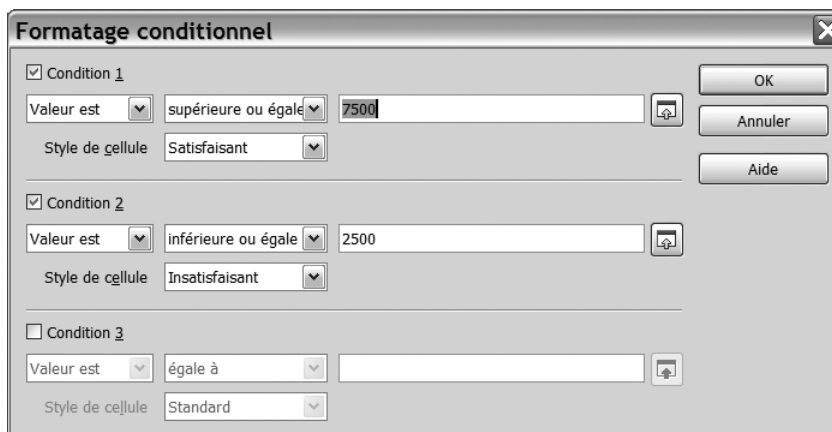 Formatage conditionnel
Condition 1
OK
Valeur est supérieure ou égale 7500
Annuler
Style de cellule Satisfaisant
Aide
Condition 2
Valeur est inférieure ou égale 2500
Style de cellule Insatisfaisant
Condition 3
Valeur est égale à
Style de cellule Standard